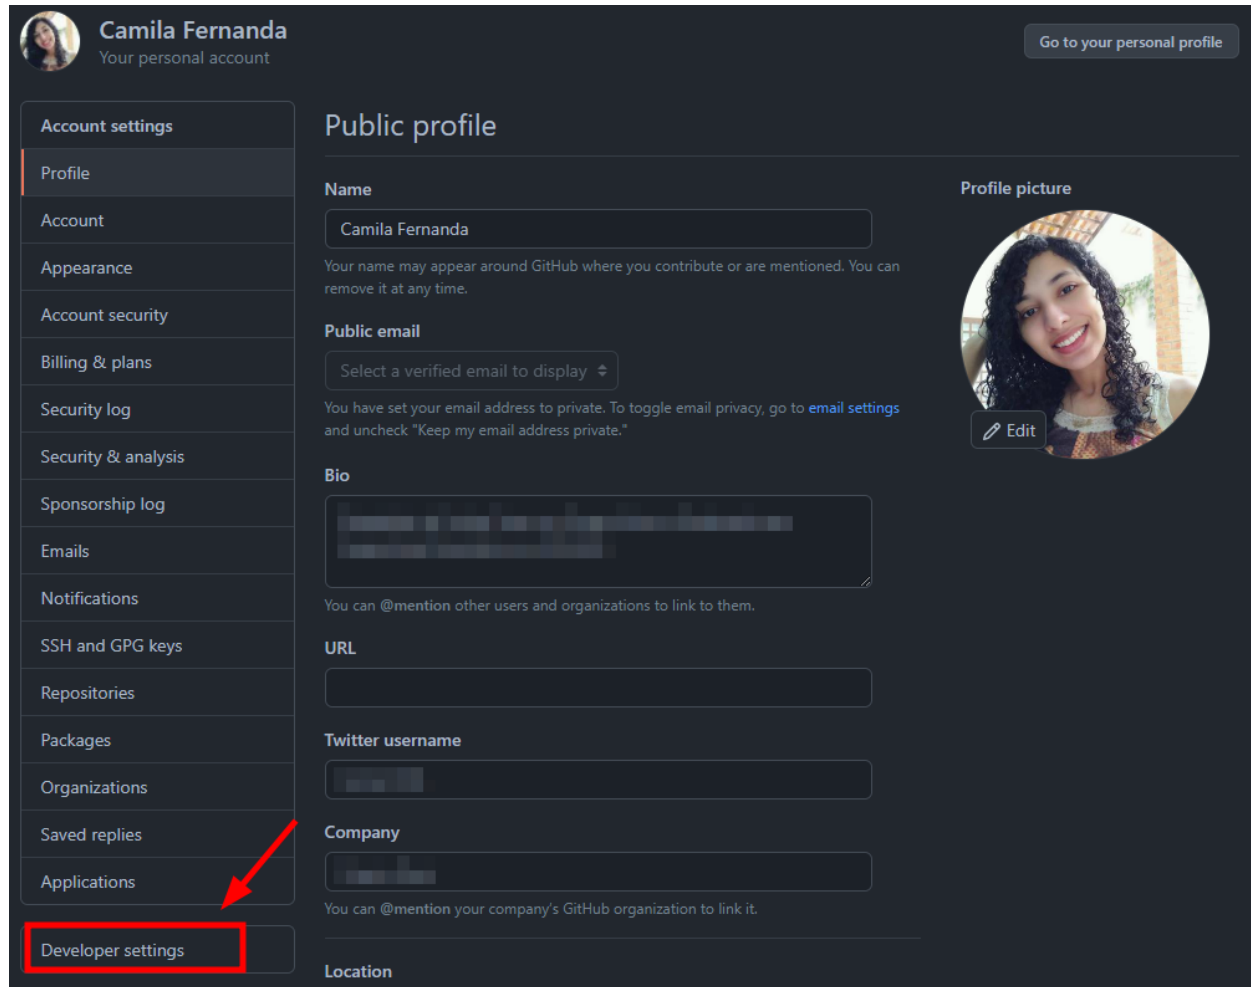 Camila Fernanda
Your personal account
Go to your personal profile
Account settings
Profile
Account
Appearance
Account security
Billing & plans
Security log
Security & analysis
Sponsorship log
Emails
Notifications
SSH and GPG keys
Repositories
Packages
Organizations
Saved replies
Applications
Developer settings
Public profile
Name
Camila Fernanda
Your name may appear around GitHub where you contribute or are mentioned. You can
remove it at any time.
Public email
Select a verified email to display
You have set your email address to private. To toggle email privacy, go to email settings
and uncheck "Keep my email address private."
Bio
You can @mention other users and organizations to link to them.
URL
Twitter username
Company
You can @mention your company's GitHub organization to link it.
Location
Profile picture
Edit